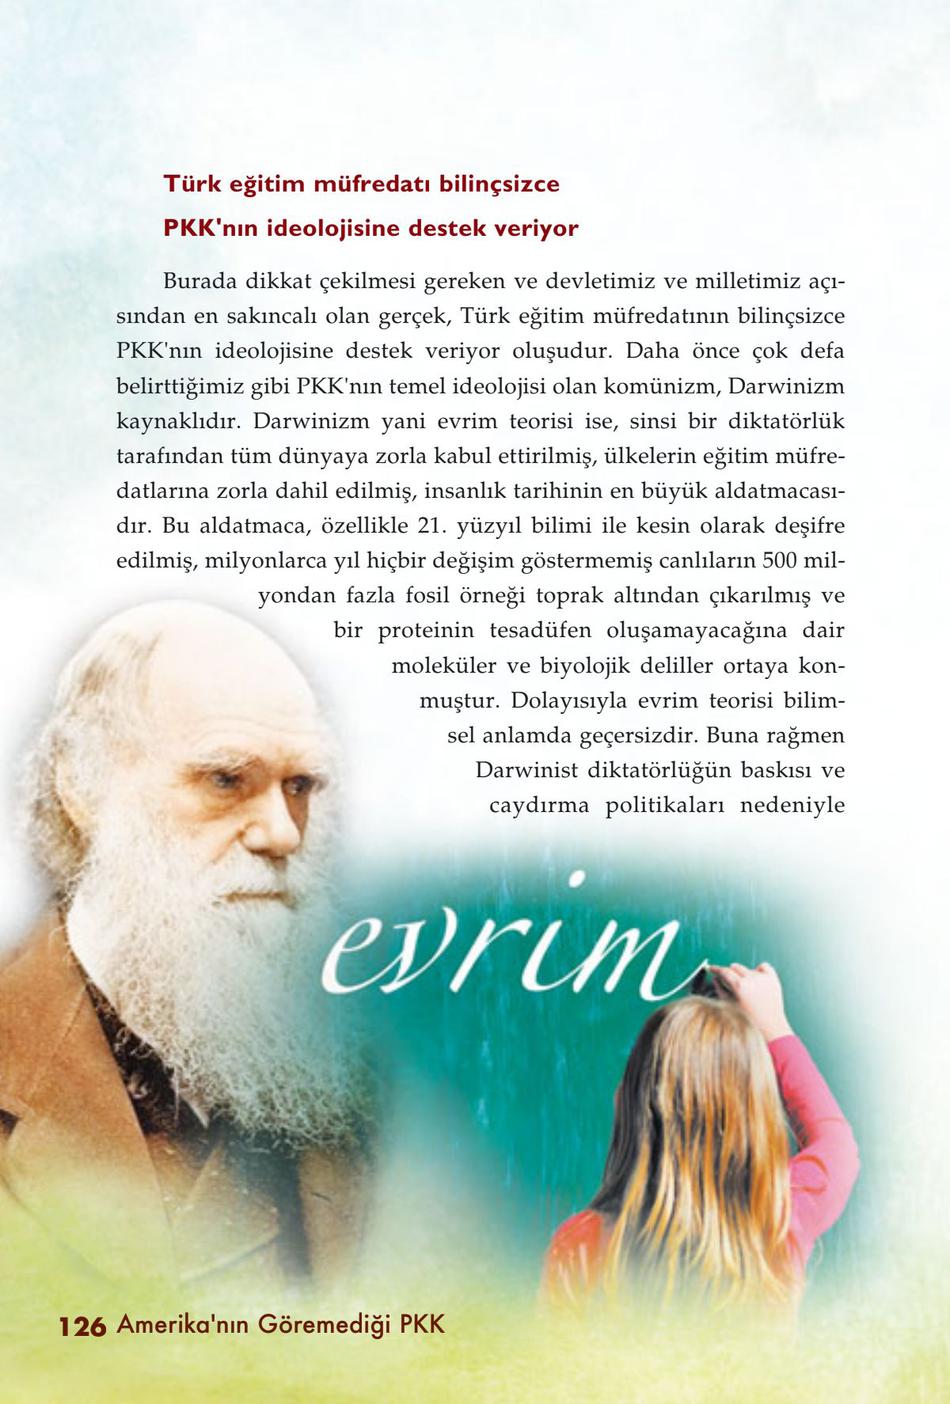 Türk eğitim müfredatı bilinçsizce
PKK'nın ideolojisine destek veriyor
Burada dikkat çekilmesi gereken ve devletimiz ve milletimiz açı-
sından en sakıncalı olan gerçek, Türk eğitim müfredatının bilinçsizce
PKK'nın ideolojisine destek veriyor oluşudur. Daha önce çok defa
belirttiğimiz gibi PKK'nın temel ideolojisi olan komünizm, Darwinizm
kaynaklıdır. Darwinizm yani evrim teorisi ise, sinsi bir diktatörlük
tarafından tüm dünyaya zorla kabul ettirilmiş, ülkelerin eğitim müfre-
datlarına zorla dahil edilmiş, insanlık tarihinin en büyük aldatmacası-
dır. Bu aldatmaca, özellikle 21. yüzyıl bilimi ile kesin olarak deşifre
edilmiş, milyonlarca yıl hiçbir değişim göstermemiş canlıların 500 mil-
yondan fazla fosil örneği toprak altından çıkarılmış ve
bir proteinin tesadüfen oluşamayacağına dair
moleküler ve biyolojik deliller ortaya kon-
muştur. Dolayısıyla evrim teorisi bilim-
sel anlamda geçersizdir. Buna rağmen
Darwinist diktatörlüğün baskısı ve
caydırma politikaları nedeniyle
evrim
126 Amerika'nın Göremediği PKK